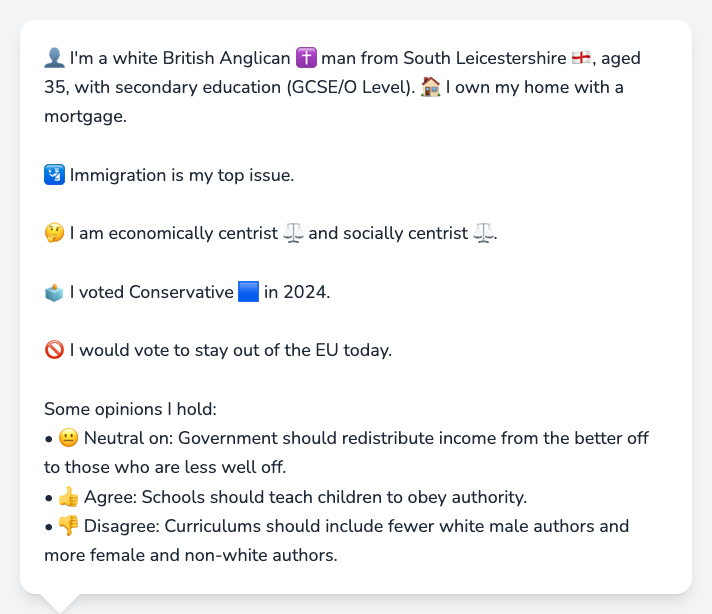 👤 I'm a white British Anglican ✝️ man from South Leicestershire 🏴󠁧󠁢󠁥󠁮󠁧󠁿, aged
35, with secondary education (GCSE/O Level). 🏠 I own my home with a
mortgage.
🛂 Immigration is my top issue.
🤔 I am economically centrist ⚖️ and socially centrist ⚖️.
🗳️ I voted Conservative 🟦 in 2024.
🚫 I would vote to stay out of the EU today.
Some opinions I hold:
• 😐 Neutral on: Government should redistribute income from the better off
to those who are less well off.
• 👍 Agree: Schools should teach children to obey authority.
• 👎 Disagree: Curriculums should include fewer white male authors and
more female and non-white authors.